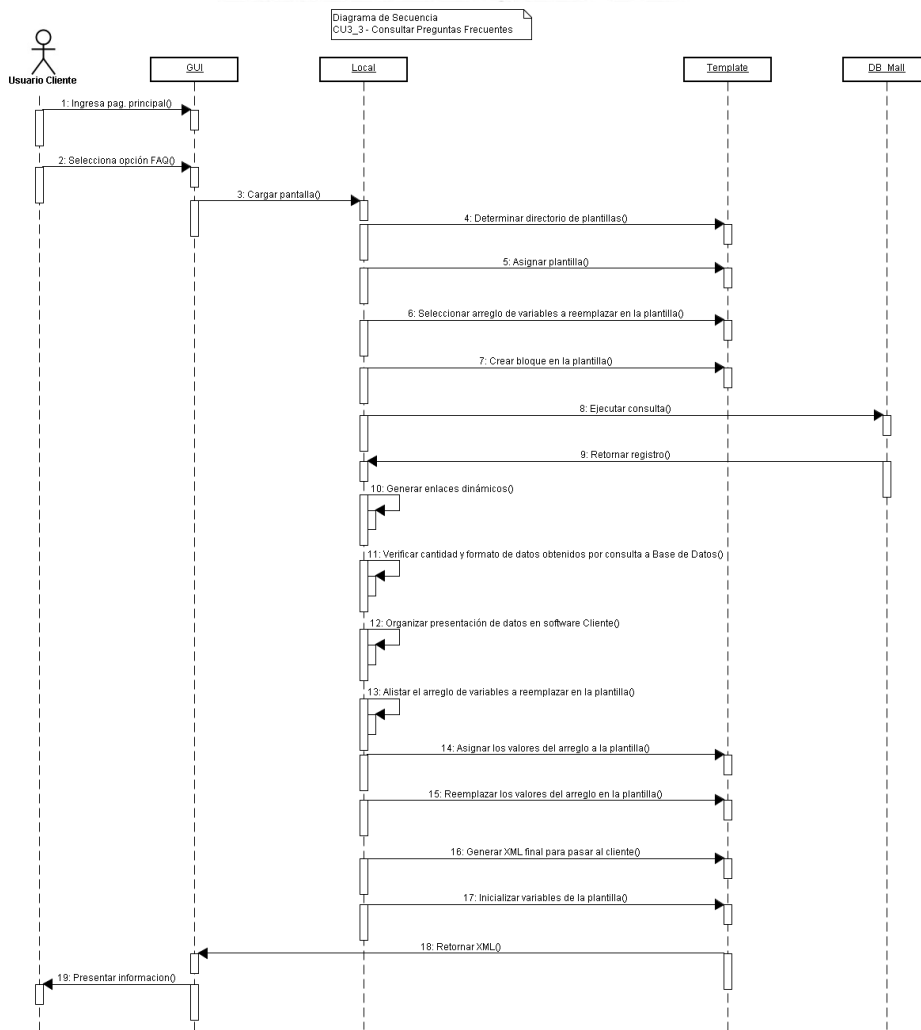 Diagrama de Secuencia
CU3_3 - Consultar Preguntas Frecuentes
Usuario Cliente
GUI
Local
Template
DB_Mall
1: Ingresa pag. principal()
2: Selecciona opción FAQ()
3: Cargar pantalla()
4: Determinar directorio de plantillas()
5: Asignar plantilla()
6: Seleccionar arreglo de variables a reemplazar en la plantilla()
7: Crear bloque en la plantilla()
8: Ejecutar consulta()
9: Retornar registro()
10: Generar enlaces dinámicos()
11: Verificar cantidad y formato de datos obtenidos por consulta a Base de Datos()
12: Organizar presentación de datos en software Cliente()
13: Alistar el arreglo de variables a reemplazar en la plantilla()
14: Asignar los valores del arreglo a la plantilla()
15: Reemplazar los valores del arreglo en la plantilla()
16: Generar XML final para pasar al cliente()
17: Inicializar variables de la plantilla()
18: Retornar XML()
19: Presentar informacion()